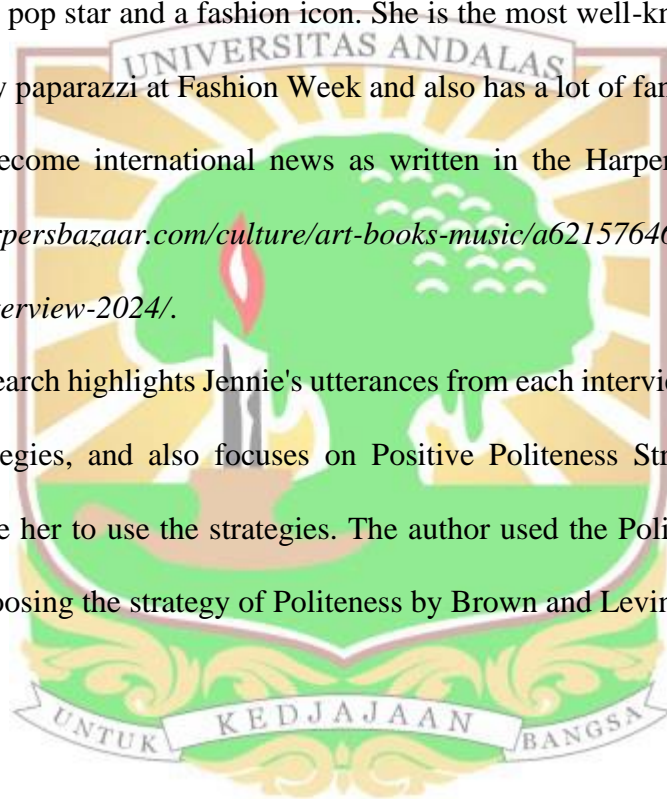 pop star and a fashion icon. She is the most well-kn
UNIVERSITAS ANDALAS
y paparazzi at Fashion Week and also has a lot of fan
ecome international news as written in the Harper
rpersbazaar.com/culture/art-books-music/a6215764
erview-2024/.
earch highlights Jennie's utterances from each intervie
egies, and also focuses on Positive Politeness Str
e her to use the strategies. The author used the Poli
oosing the strategy of Politeness by Brown and Levin
UNTUK KEDJAJAAN BANGSA